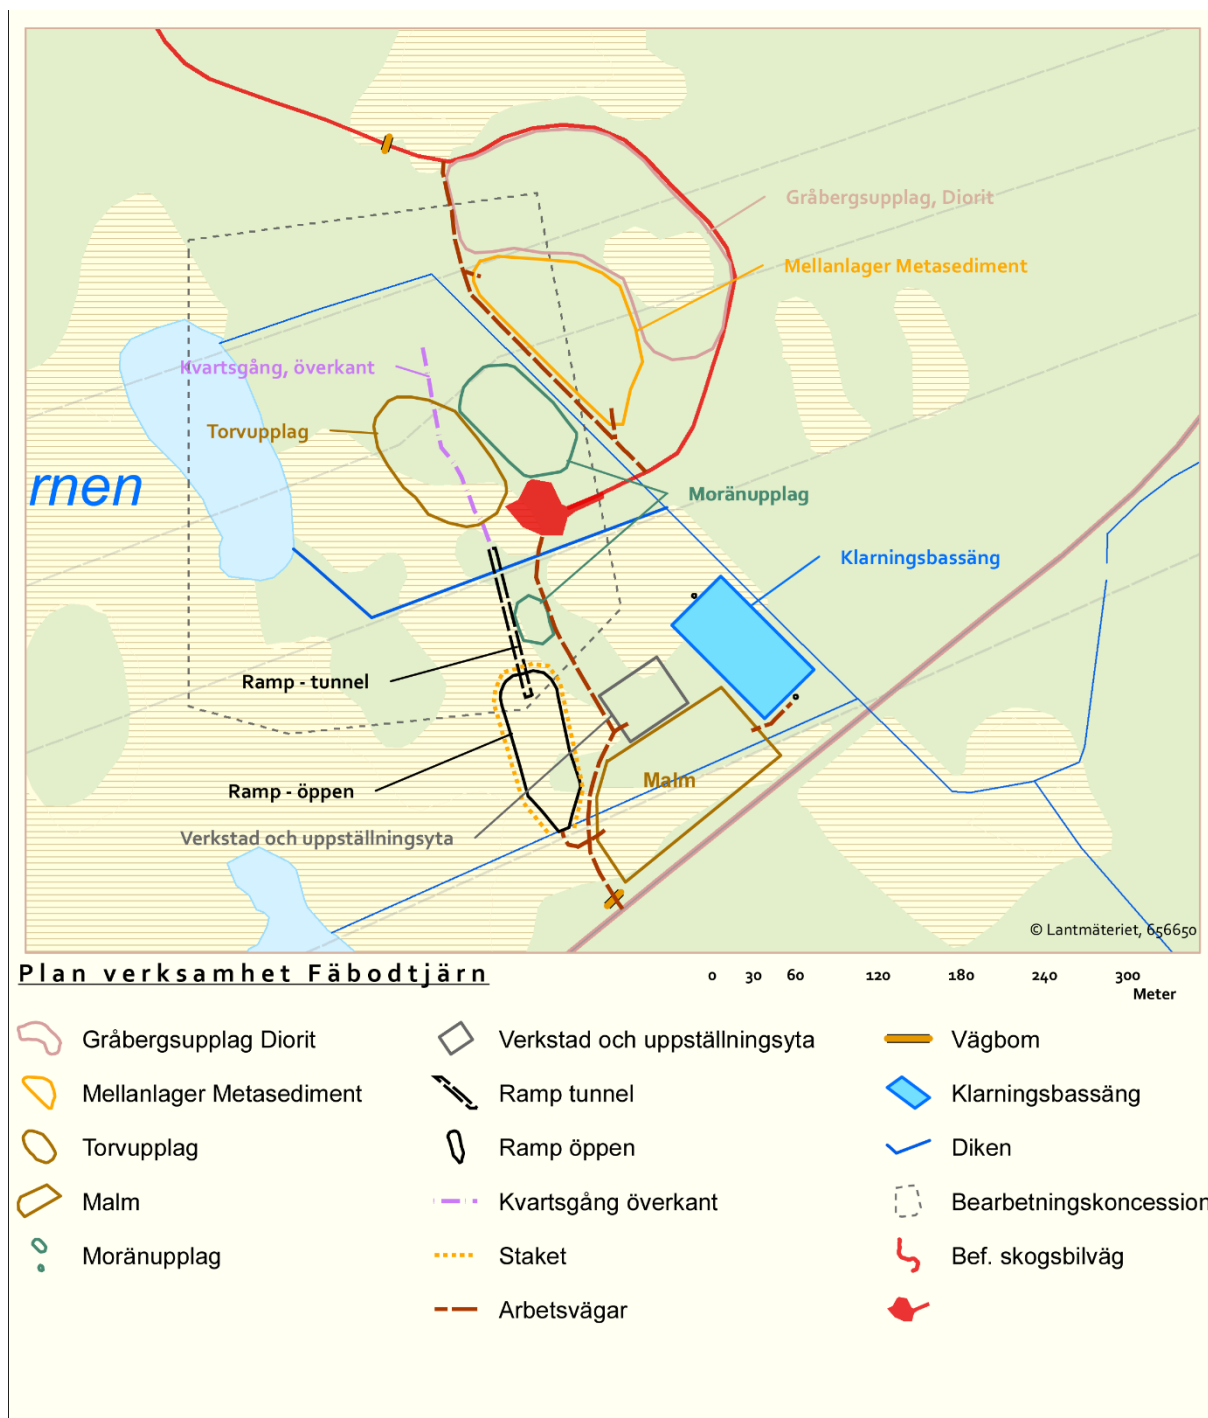 Gråbergsupplag, Diorit
Mellanlager Metasediment
Kvartsgång, överkant
Torvupplag
rnen
Moränupplag
Klarningsbassäng
Ramp - tunnel
Malm
Ramp - öppen
Verkstad och uppställningsyta
© Lantmäteriet, 656650
Plan verksamhet Fäbodtjärn
0 30 60 120 180 240 300
Meter
Gråbergsupplag Diorit
Mellanlager Metasediment
Torvupplag
Malm
Moränupplag
Verkstad och uppställningsyta
Ramp tunnel
Ramp öppen
Kvartsgång överkant
Staket
Arbetsvägar
Vägbom
Klarningsbassäng
Diken
Bearbetningskoncession
Bef. skogsbilväg